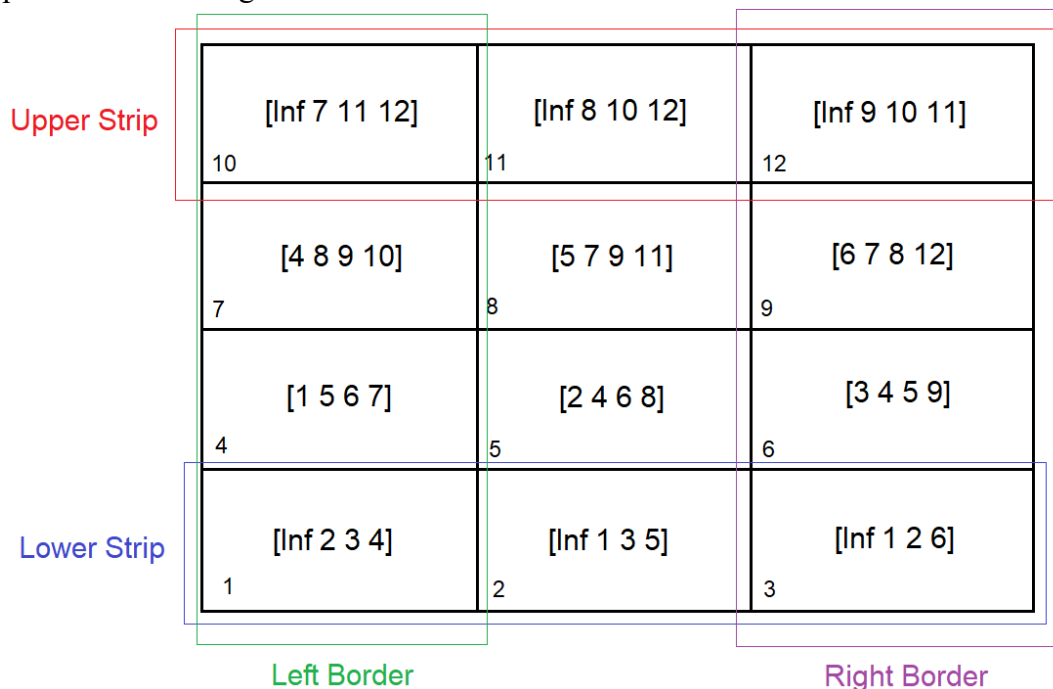 [Inf 7 11 12] [Inf 8 10 12] [Inf 9 10 11]
Upper Strip
10 11 12
[4 8 9 10] [5 7 9 11] [6 7 8 12]
7 8 9
[1 5 6 7] [2 4 6 8] [3 4 5 9]
4 5 6
[Inf 2 3 4] [Inf 1 3 5] [Inf 1 2 6]
Lower Strip
1 2 3
Left Border Right Border